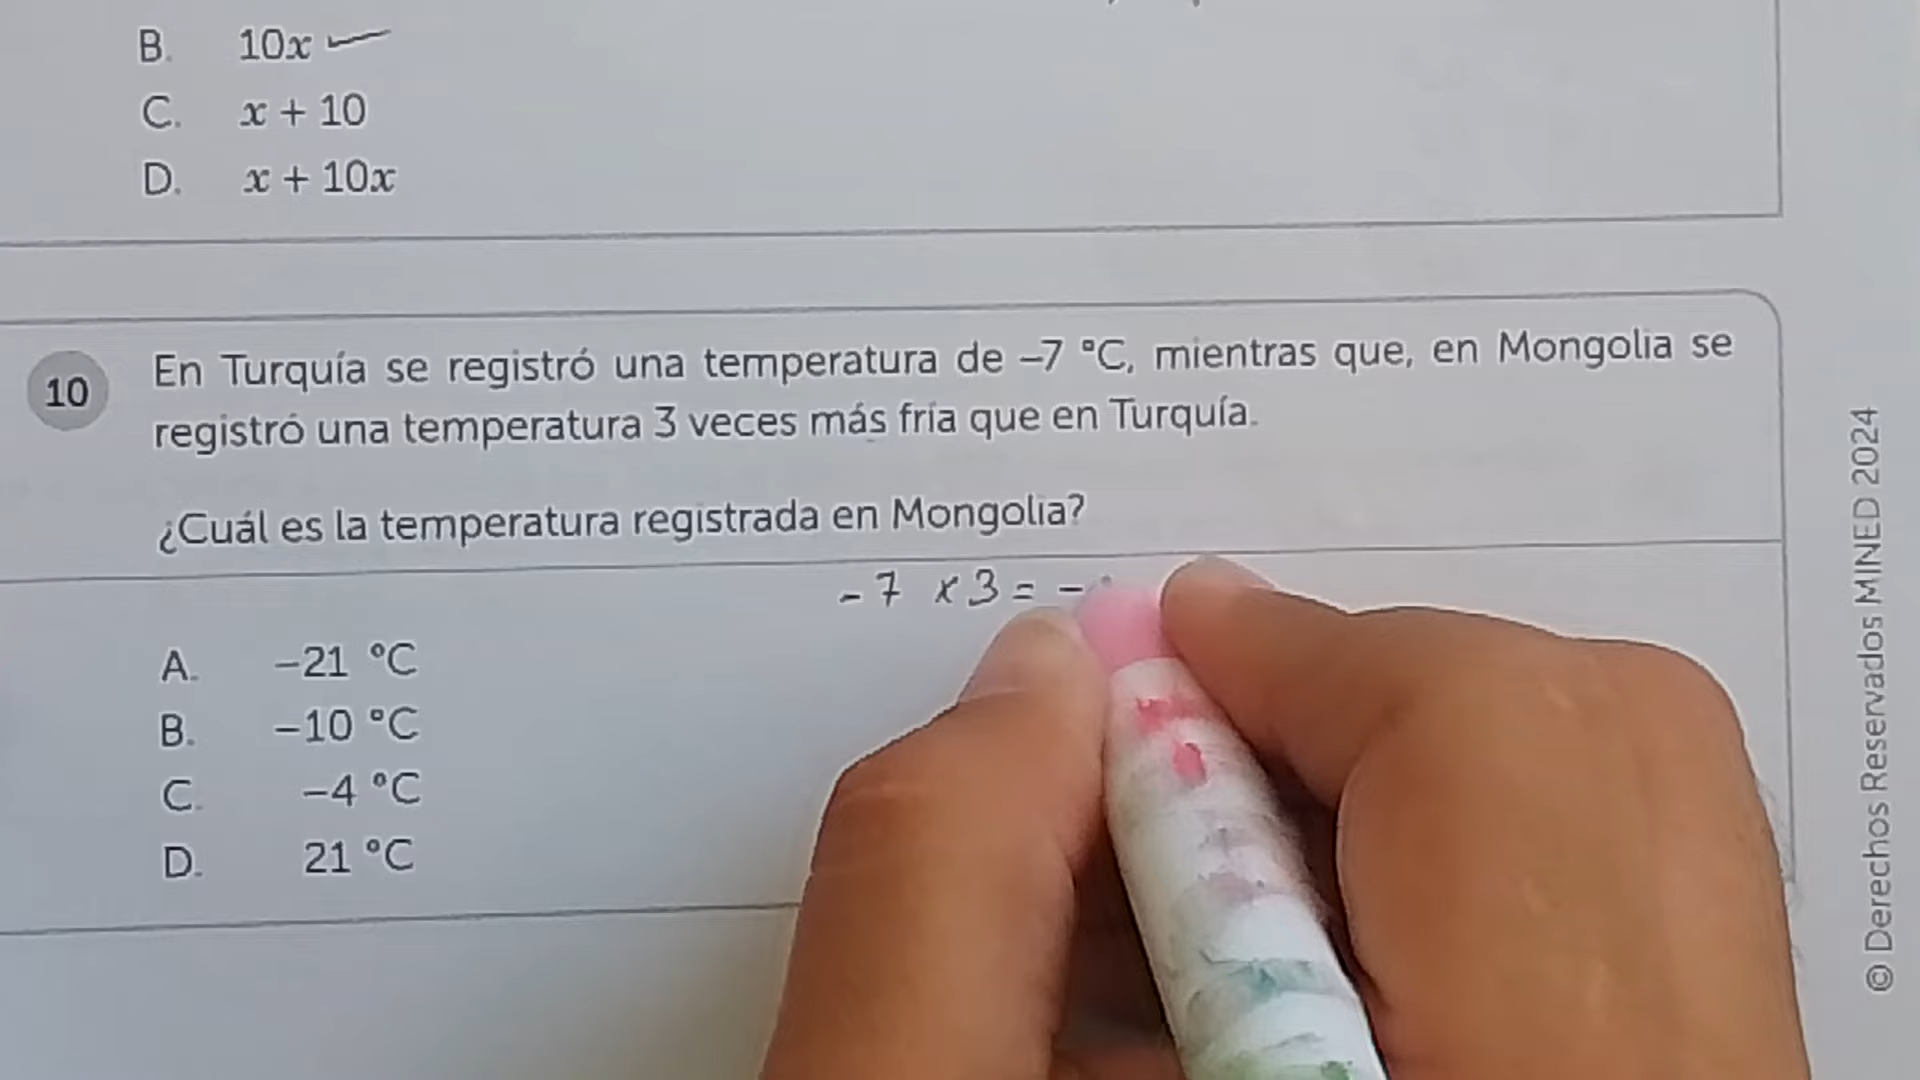 B. 10x
C. x + 10
D. x + 10x
10
En Turquía se registró una temperatura de –7 °C, mientras que, en Mongolia se
registró una temperatura 3 veces más fría que en Turquía.
¿Cuál es la temperatura registrada en Mongolia?
- 7 x 3 = -
A. –21 °C
B. –10 °C
C. –4 °C
D. 21 °C
© Derechos Reservados MINED 2024